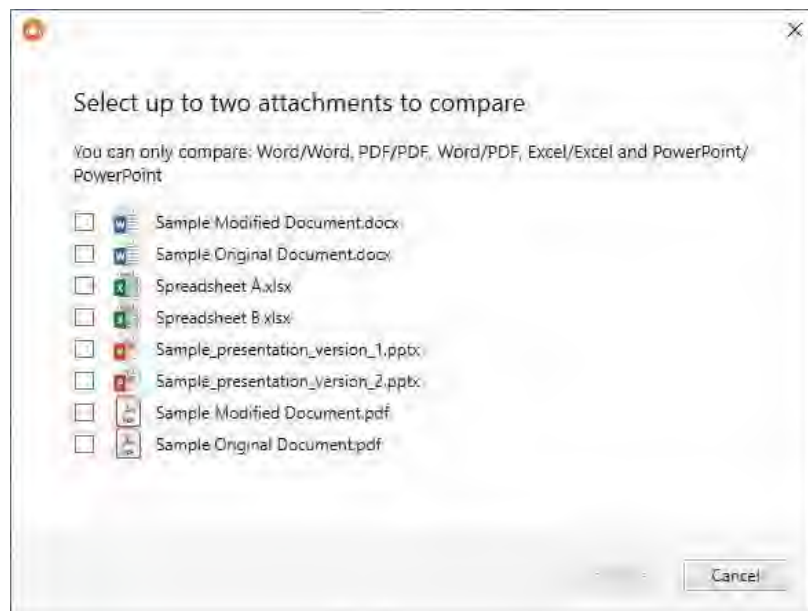 Select up to two attachments to compare
You can only compare: Word/Word, PDF/PDF, Word/PDF, Excel/Excel and PowerPoint/
PowerPoint
Sample Modified Document.docx
Sample Original Document.docx
Spreadsheet A.xlsx
Spreadsheet B.xlsx
Sample_presentation_version_1.pptx
Sample_presentation_version_2.pptx
Sample Modified Document.pdf
Sample Original Document.pdf
Cancel